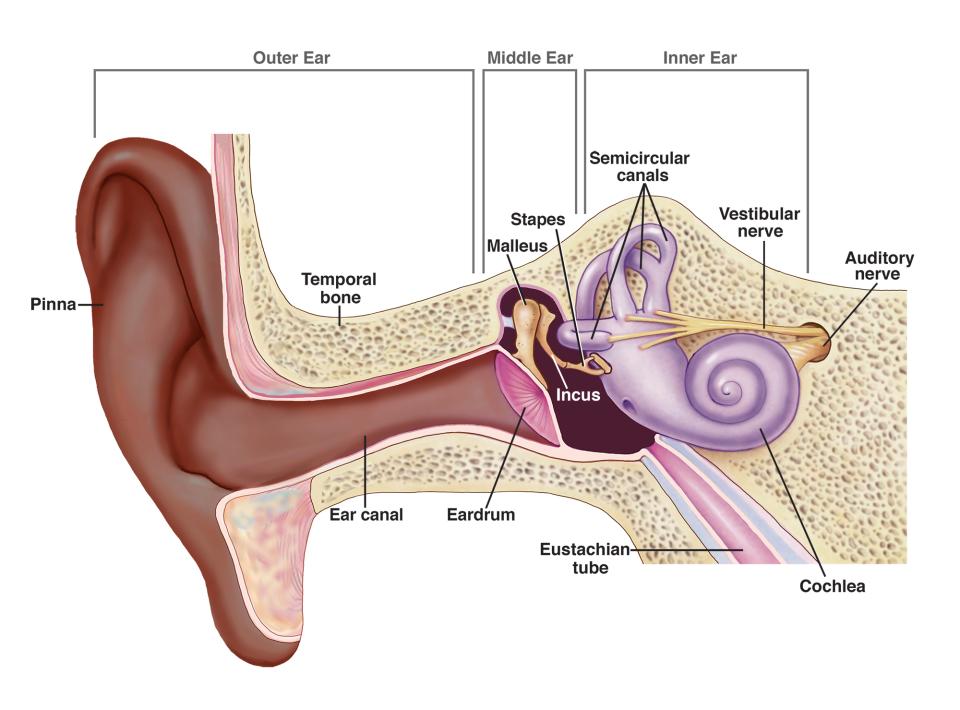 Outer Ear
Middle Ear
Inner Ear
Semicircular
canals
Vestibular
nerve
Stapes
Malleus
Auditory
nerve
Temporal
bone
Pinna
Incus
Ear canal
Eardrum
Eustachian
tube
Cochlea